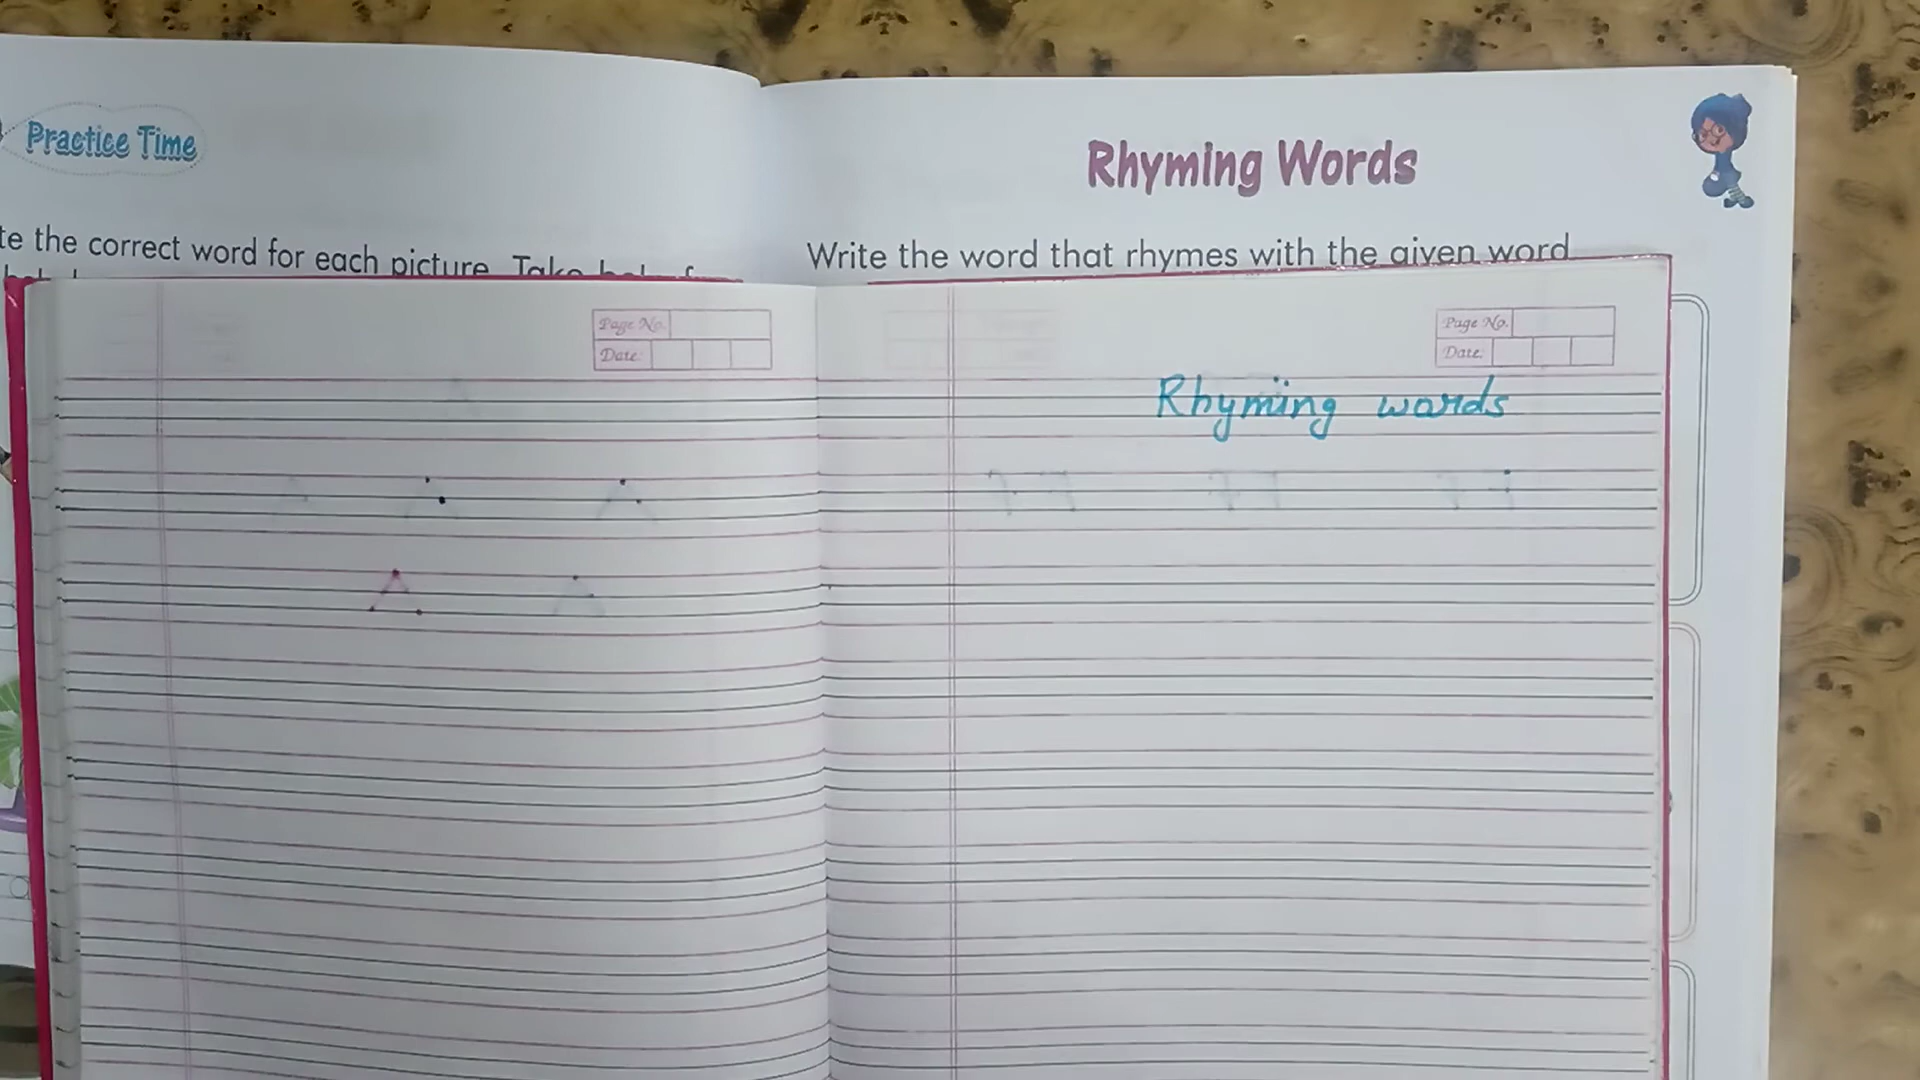 Practice Time
te the correct word for each picture. Take help f
Rhyming Words
Write the word that rhymes with the given word
Page No.
Date:
Page No.
Date:
Rhyming words